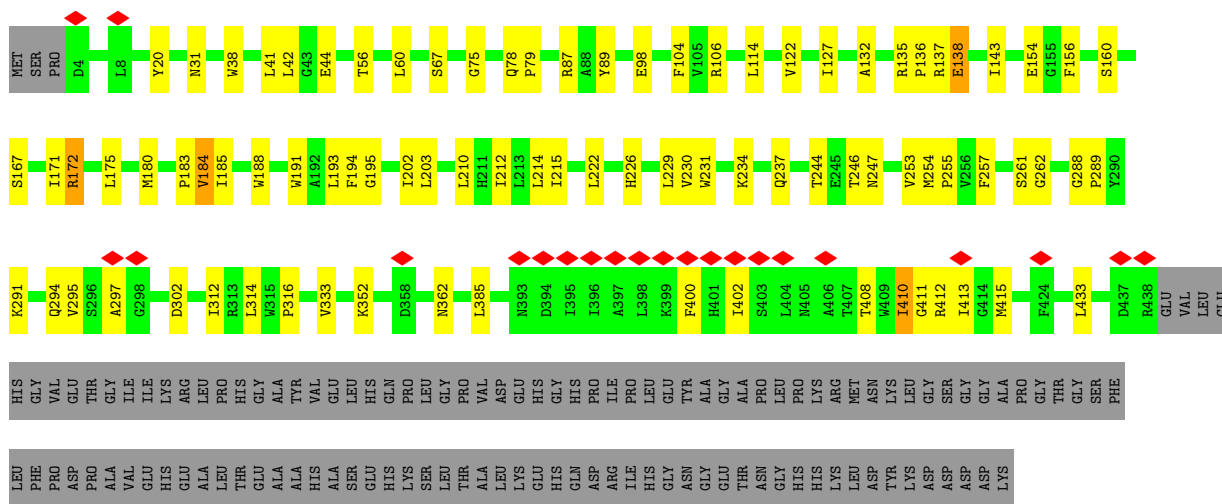 MET SER PRO D4 L8 Y20 N31 W38 L41 L42 G43 E44 T56 L60 S67 G75 Q78 P79 R87 A88 Y89 E98 F104 V105 R106 L114 V122 I127 A132 R135 P136 R137 E138 I143 E154 G155 F156 S160
S167 I171 R172 L175 M180 P183 V184 I185 W188 W191 A192 L193 F194 G195 I202 L203 L210 H211 I212 L213 L214 I215 L222 H226 L229 V230 W231 K234 Q237 T244 E245 T246 N247 V253 M254 P255 V256 F257 S261 G262 G288 P289 Y290
K291 Q294 V295 S296 A297 G298 D302 I312 R313 L314 W315 P316 V333 K352 D358 N362 L385 N393 D394 I395 I396 A397 L398 K399 F400 H401 I402 S403 L404 N405 A406 T407 T408 W409 I410 G411 R412 I413 G414 M415 F424 L433 D437 R438 GLU VAL LEU GLU
HIS GLY VAL GLU THR GLY ILE ILE LYS ARG LEU PRO HIS GLY ALA TYR VAL GLU LEU HIS GLN PRO LEU GLY PRO VAL ASP GLU HIS GLY HIS PRO ILE PRO LEU GLU TYR ALA GLY ALA PRO LEU PRO LYS ARG MET ASN LYS LEU GLY SER GLY GLY ALA PRO GLY THR GLY SER PHE
LEU PHE PRO ASP PRO ALA VAL GLU HIS GLU ALA LEU THR GLU ALA ALA HIS ALA SER GLU HIS LYS SER LEU THR ALA LEU LYS GLU HIS GLN ASP ARG ILE HIS GLY ASN GLY GLU THR ASN GLY HIS HIS LYS LEU ASP TYR LYS ASP ASP ASP ASP LYS